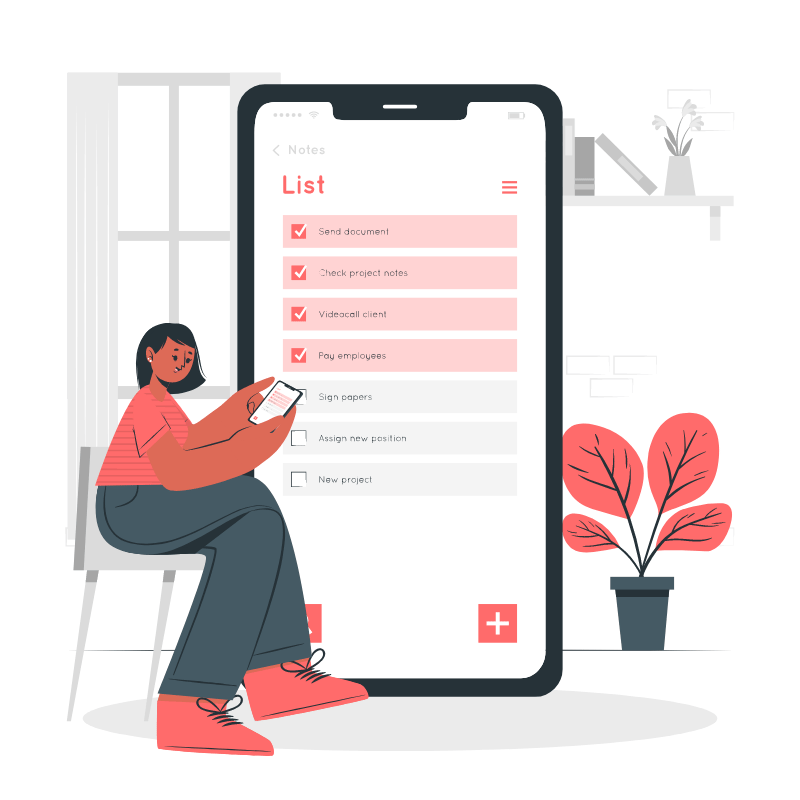 Notes
List
Send document
Check project notes
Videocall client
Pay employees
Sign papers
Assign new position
New project